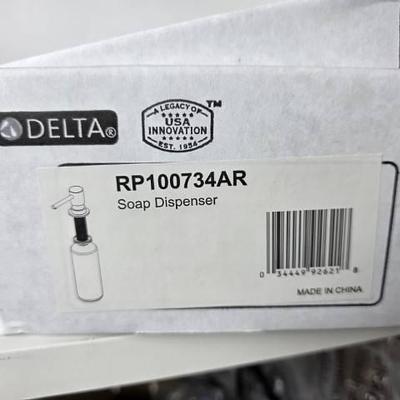 DELTA®
A LEGACY OF
USA
INNOVATION
EST. 1954
™
RP100734AR
Soap Dispenser
0 34449 92621 8
MADE IN CHINA